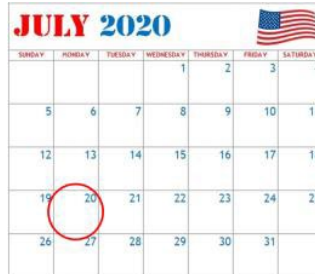 JULY 2020
SUNDAY MONDAY TUESDAY WEDNESDAY THURSDAY FRIDAY SATURDAY
1 2 3
5 6 7 8 9 10
12 13 14 15 16 17
19 20 21 22 23 24
26 27 28 29 30 31